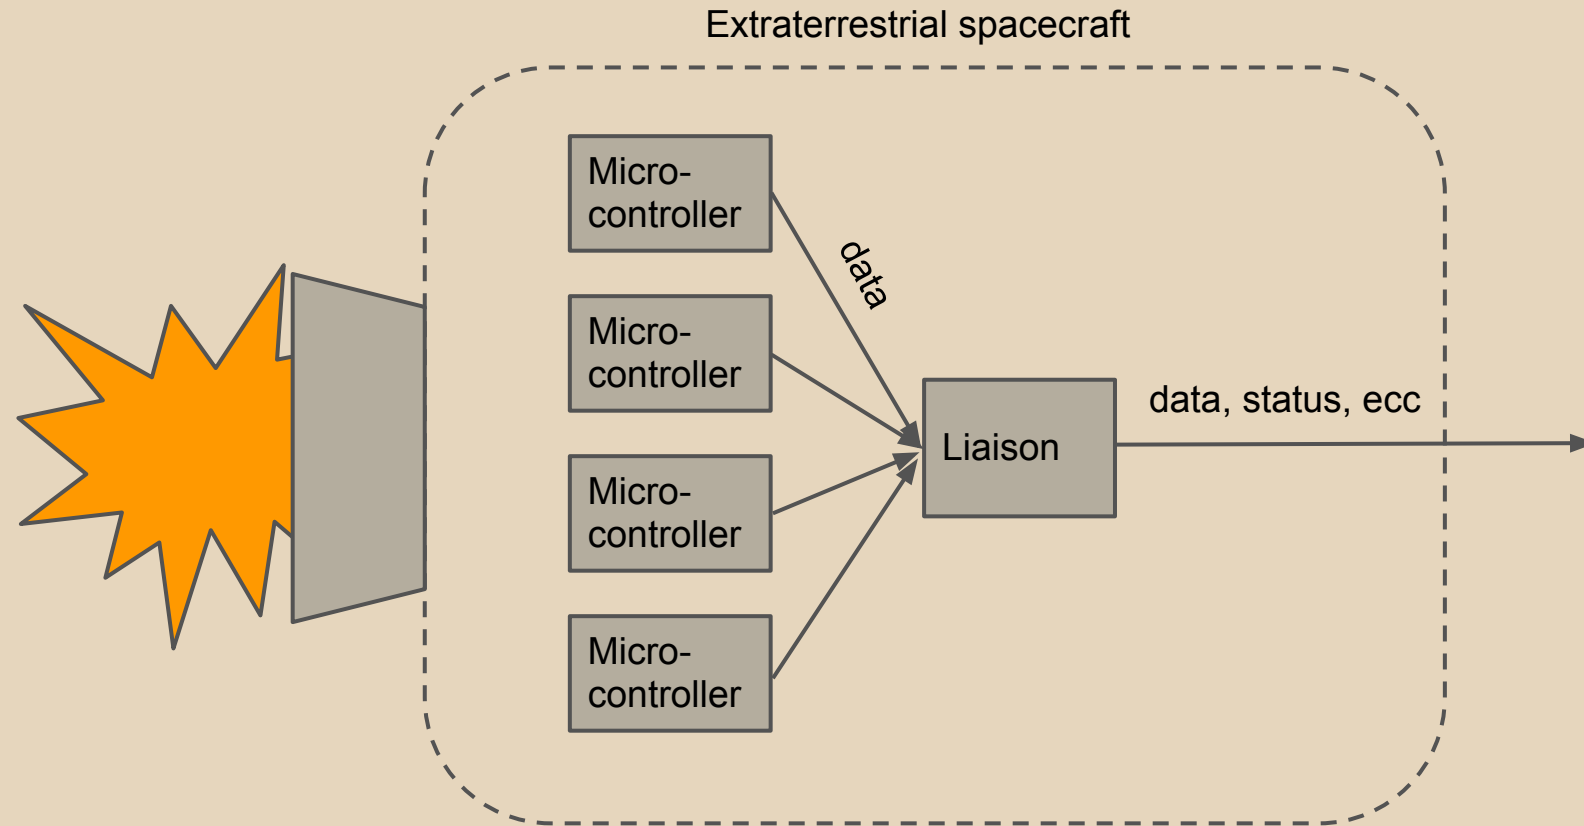 Extraterrestrial spacecraft
Micro-
controller
data
Micro-
controller
Liaison
data, status, ecc
Micro-
controller
Micro-
controller